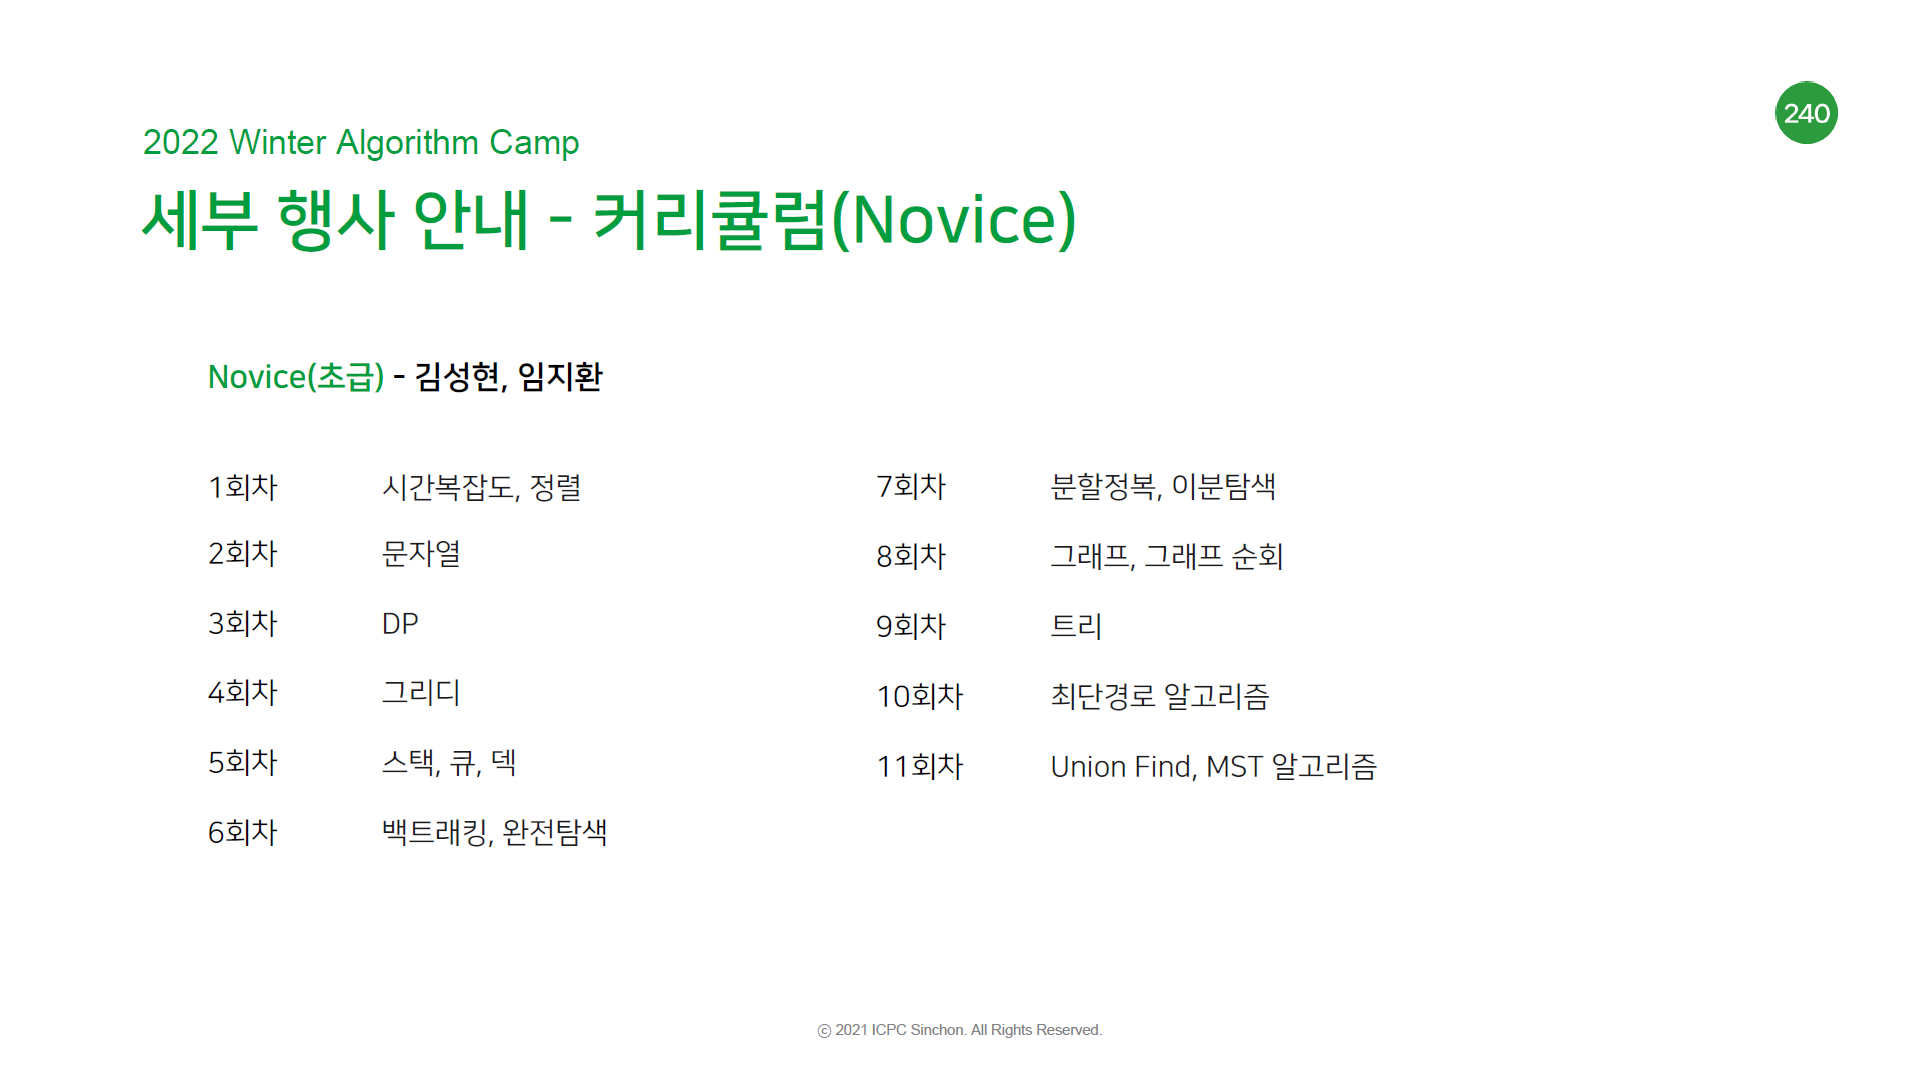 240
2022 Winter Algorithm Camp
세부 행사 안내 - 커리큘럼(Novice)
Novice(초급) - 김성현, 임지환
1회차 시간복잡도, 정렬
2회차 문자열
3회차 DP
4회차 그리디
5회차 스택, 큐, 덱
6회차 백트래킹, 완전탐색
7회차 분할정복, 이분탐색
8회차 그래프, 그래프 순회
9회차 트리
10회차 최단경로 알고리즘
11회차 Union Find, MST 알고리즘
ⓒ 2021 ICPC Sinchon. All Rights Reserved.